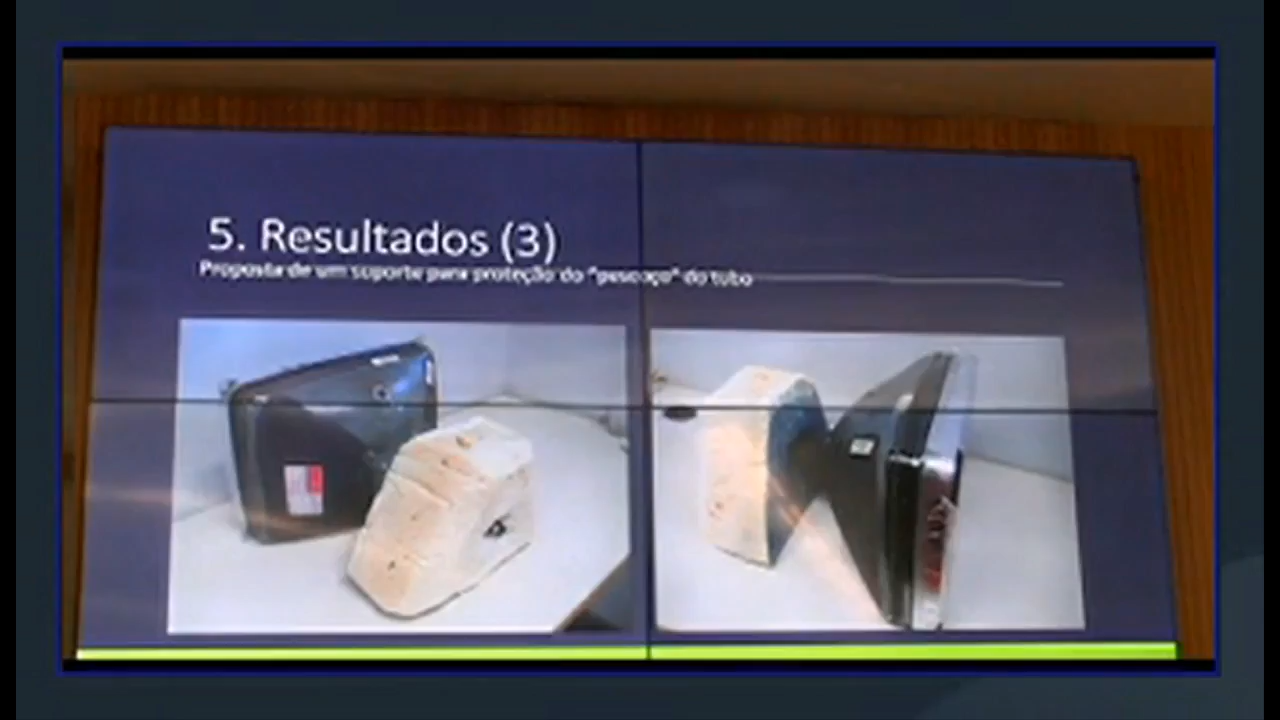 5. Resultados (3)
Proposta de um suporte para proteção do "pescoço" do tubo